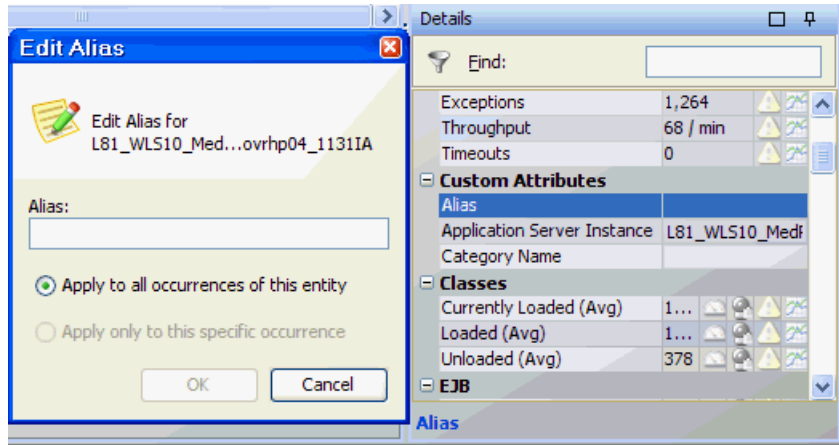 Edit Alias
Edit Alias for
L81_WLS10_Med...ovrhp04_1131IA
Alias:
Apply to all occurrences of this entity
Apply only to this specific occurrence
OK Cancel
Details
Find:
Exceptions 1,264
Throughput 68 / min
Timeouts 0
Custom Attributes
Alias
Application Server Instance L81_WLS10_Med
Category Name
Classes
Currently Loaded (Avg) 1...
Loaded (Avg) 1...
Unloaded (Avg) 378
EJB
Alias